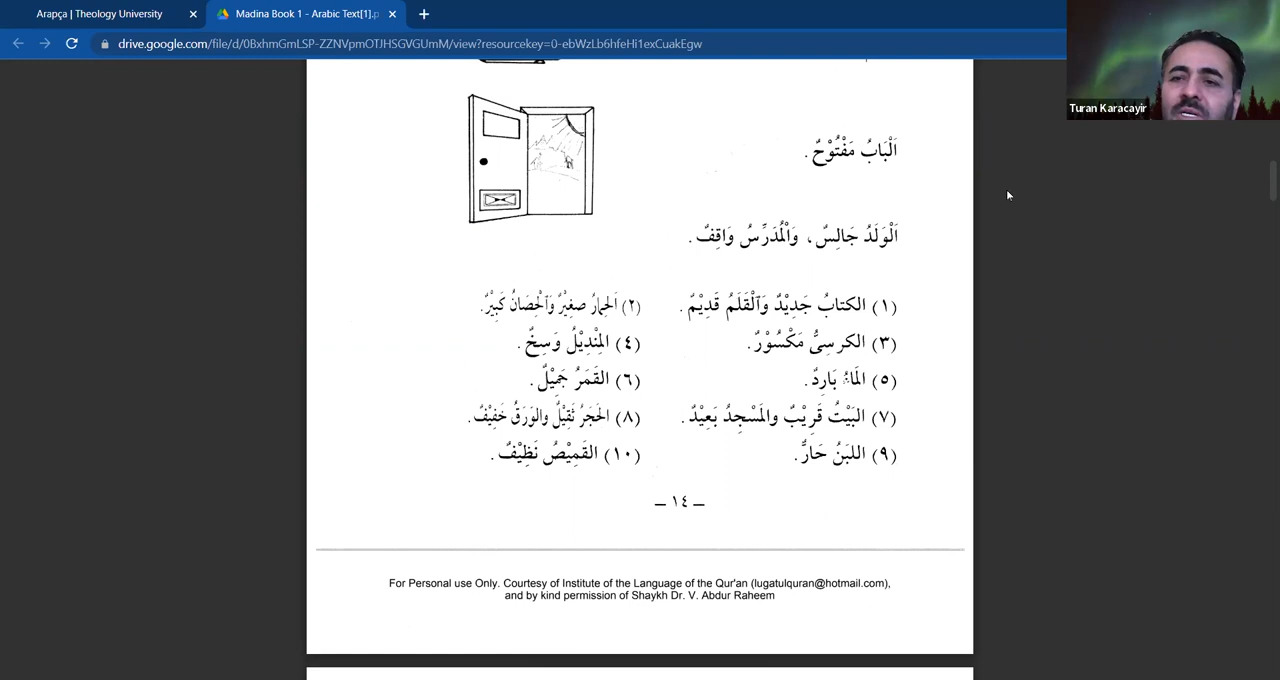 Arapça | Theology University
Madina Book 1 - Arabic Text[1].p
drive.google.com/file/d/0BxhmGmLSP-ZZNVpmOTJHSGVGUmM/view?resourcekey=0-ebWzLb6hfeHi1exCuakEgw
Turan Karacayir
اَلْبَابُ مَفْتُوْحٌ .
اَلْوَلَدُ جَالِسٌ ، وَالْمُدَرِّسُ وَاقِفٌ .
(١) الكتابُ جَدِيْدٌ وَالْقَلَمُ قَدِيْمٌ . (٢) اَلحِمارُ صغِيْرٌ وَالْحِصَانُ كَبِيْرٌ.
(٣) الكرسِىُّ مَكْسُوْرٌ . (٤) المِنْدِيْلُ وَسِخٌ .
(٥) المَاءُ بَارِدٌ . (٦) القَمَرُ جَمِيْلٌ .
(٧) البَيْتُ قَرِيْبٌ والمَسْجِدُ بَعِيْدٌ . (٨) الحَجَرُ ثَقِيْلٌ والوَرَقُ خَفِيْفٌ .
(٩) اللبَنُ حَارٌّ . (١٠) القَمِيْصُ نَظِيْفٌ .
— ١٤ —
For Personal use Only. Courtesy of Institute of the Language of the Qur'an (lugatulquran@hotmail.com),
and by kind permission of Shaykh Dr. V. Abdur Raheem